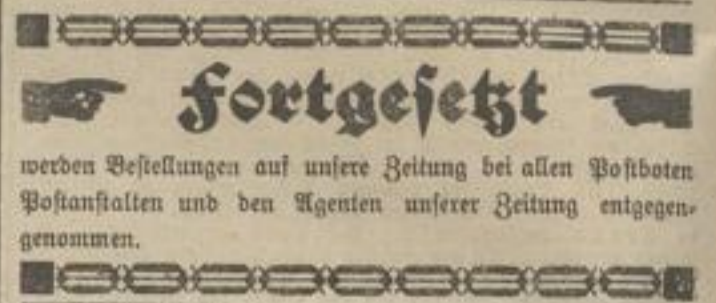 Fortgesetzt
werden Bestellungen auf unsere Zeitung bei allen Postboten
Postanstalten und den Agenten unserer Zeitung entgegen-
genommen.